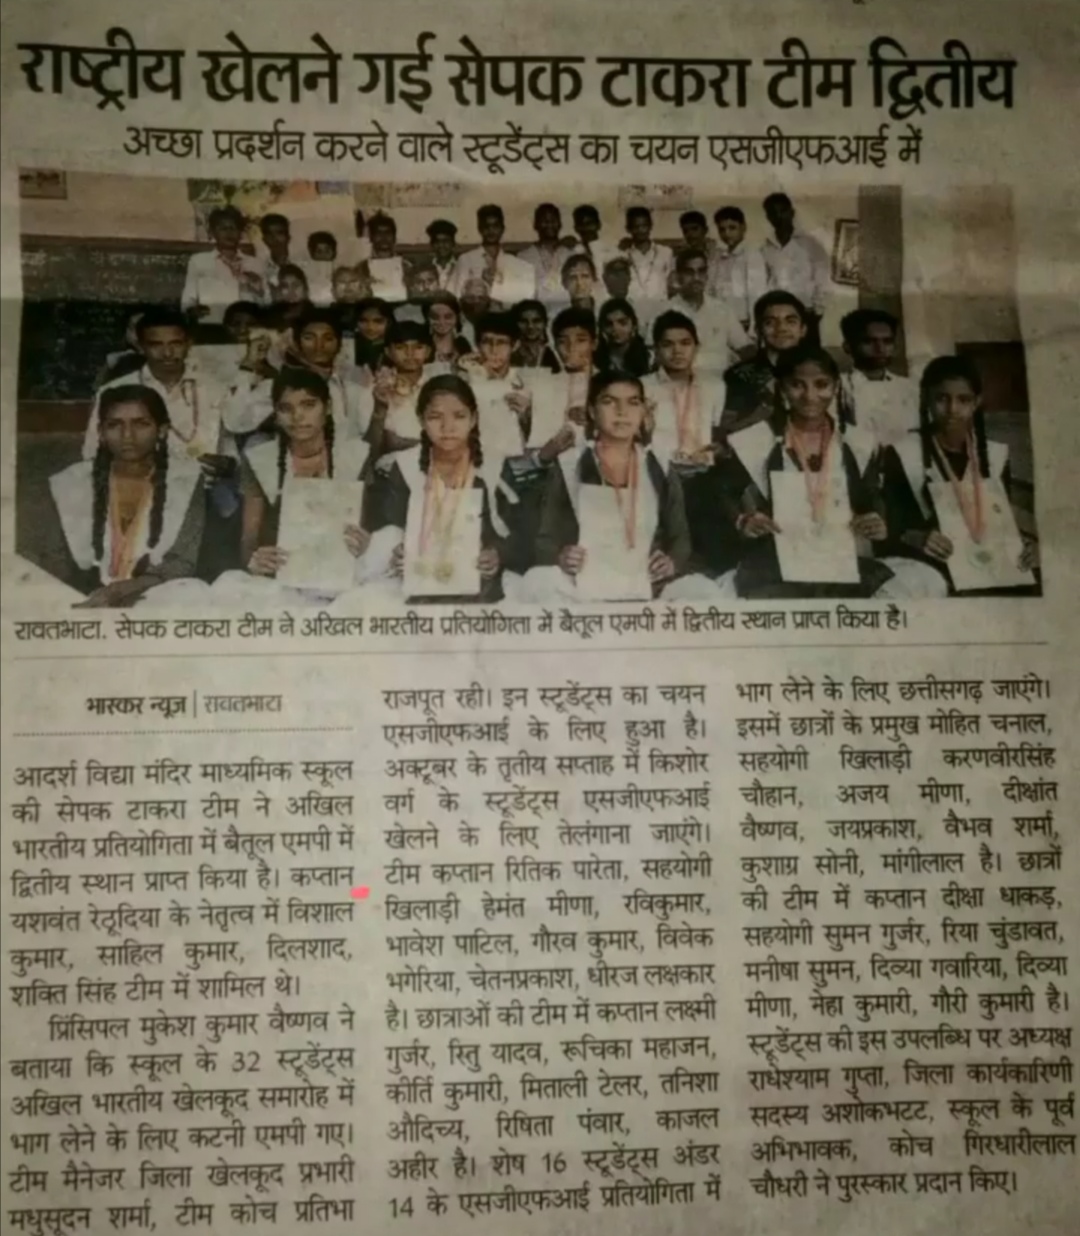 राष्ट्रीय खेलने गई सेपक टाकरा टीम द्वितीय
अच्छा प्रदर्शन करने वाले स्टूडेंट्स का चयन एसजीएफआई में
रावतभाटा. सेपक टाकरा टीम ने अखिल भारतीय प्रतियोगिता में बैतूल एमपी में द्वितीय स्थान प्राप्त किया है।
भास्कर न्यूज | रावतभाटा
आदर्श विद्या मंदिर माध्यमिक स्कूल
की सेपक टाकरा टीम ने अखिल
भारतीय प्रतियोगिता में बैतूल एमपी में
द्वितीय स्थान प्राप्त किया है। कप्तान
यशवंत रेठूदिया के नेतृत्व में विशाल
कुमार, साहिल कुमार, दिलशाद,
शक्ति सिंह टीम में शामिल थे।
प्रिंसिपल मुकेश कुमार वैष्णव ने
बताया कि स्कूल के 32 स्टूडेंट्स
अखिल भारतीय खेलकूद समारोह में
भाग लेने के लिए कटनी एमपी गए।
टीम मैनेजर जिला खेलकूद प्रभारी
मधुसूदन शर्मा, टीम कोच प्रतिभा
राजपूत रही। इन स्टूडेंट्स का चयन
एसजीएफआई के लिए हुआ है।
अक्टूबर के तृतीय सप्ताह में किशोर
वर्ग के स्टूडेंट्स एसजीएफआई
खेलने के लिए तेलंगाना जाएंगे।
टीम कप्तान रितिक पारेता, सहयोगी
खिलाड़ी हेमंत मीणा, रविकुमार,
भावेश पाटिल, गौरव कुमार, विवेक
भगेरिया, चेतनप्रकाश, धीरज लक्षकार
है। छात्राओं की टीम में कप्तान लक्ष्मी
गुर्जर, रितु यादव, रूचिका महाजन,
कीर्ति कुमारी, मिताली टेलर, तनिशा
औदिच्य, रिषिता पंवार, काजल
अहीर है। शेष 16 स्टूडेंट्स अंडर
14 के एसजीएफआई प्रतियोगिता में
भाग लेने के लिए छत्तीसगढ़ जाएंगे।
इसमें छात्रों के प्रमुख मोहित चनाल,
सहयोगी खिलाड़ी करणवीरसिंह
चौहान, अजय मीणा, दीक्षांत
वैष्णव, जयप्रकाश, वैभव शर्मा,
कुशाग्र सोनी, मांगीलाल है। छात्रों
की टीम में कप्तान दीक्षा धाकड़,
सहयोगी सुमन गुर्जर, रिया चुंडावत,
मनीषा सुमन, दिव्या गवारिया, दिव्या
मीणा, नेहा कुमारी, गौरी कुमारी है।
स्टूडेंट्स की इस उपलब्धि पर अध्यक्ष
राधेश्याम गुप्ता, जिला कार्यकारिणी
सदस्य अशोकभटट, स्कूल के पूर्व
अभिभावक, कोच गिरधारीलाल
चौधरी ने पुरस्कार प्रदान किए।